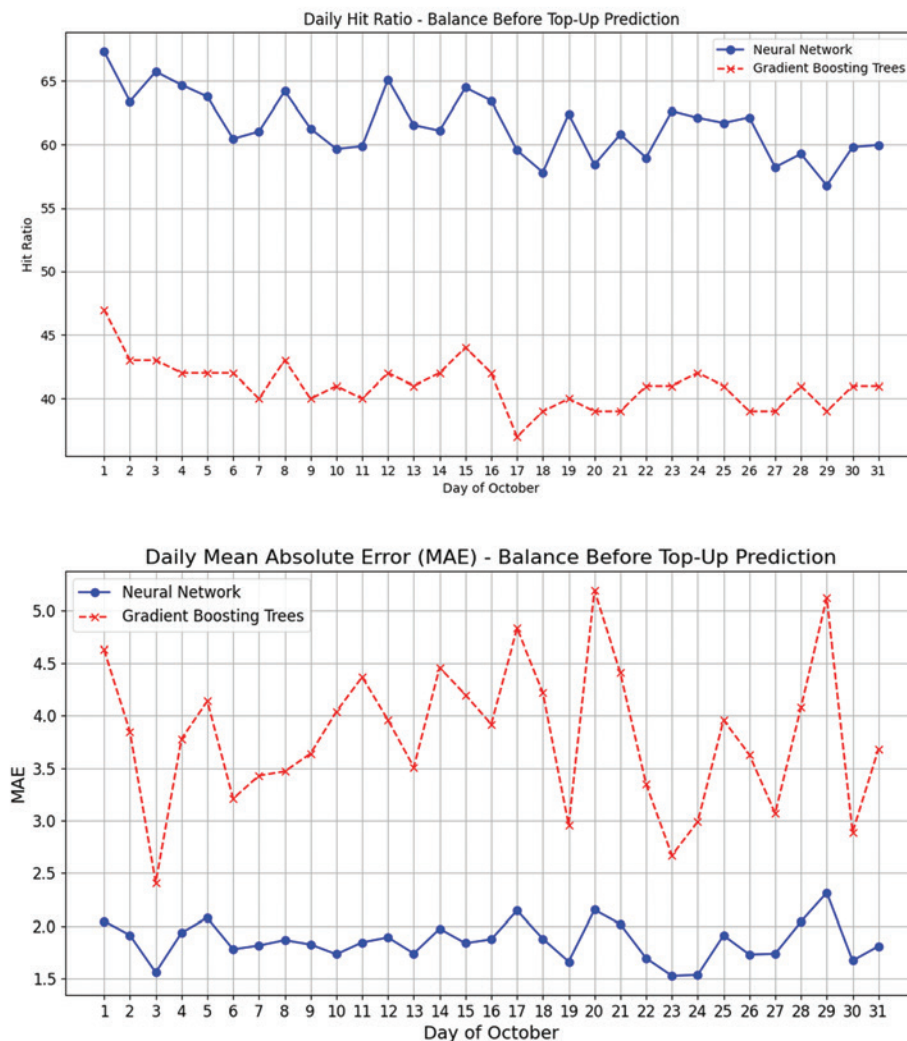 Daily Hit Ratio - Balance Before Top-Up Prediction
Neural Network
Gradient Boosting Trees
65
60
55
50
45
40
Hit Ratio
1 2 3 4 5 6 7 8 9 10 11 12 13 14 15 16 17 18 19 20 21 22 23 24 25 26 27 28 29 30 31
Day of October
Daily Mean Absolute Error (MAE) - Balance Before Top-Up Prediction
Neural Network
Gradient Boosting Trees
5.0
4.5
4.0
3.5
3.0
2.5
2.0
1.5
MAE
1 2 3 4 5 6 7 8 9 10 11 12 13 14 15 16 17 18 19 20 21 22 23 24 25 26 27 28 29 30 31
Day of October